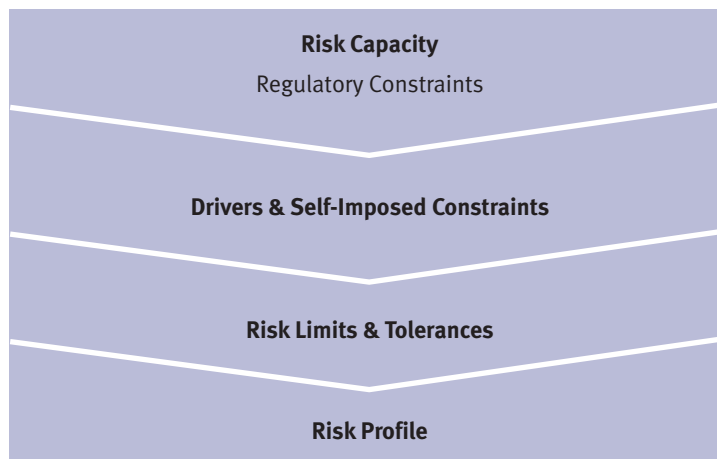 Risk Capacity
Regulatory Constraints
Drivers & Self-Imposed Constraints
Risk Limits & Tolerances
Risk Profile